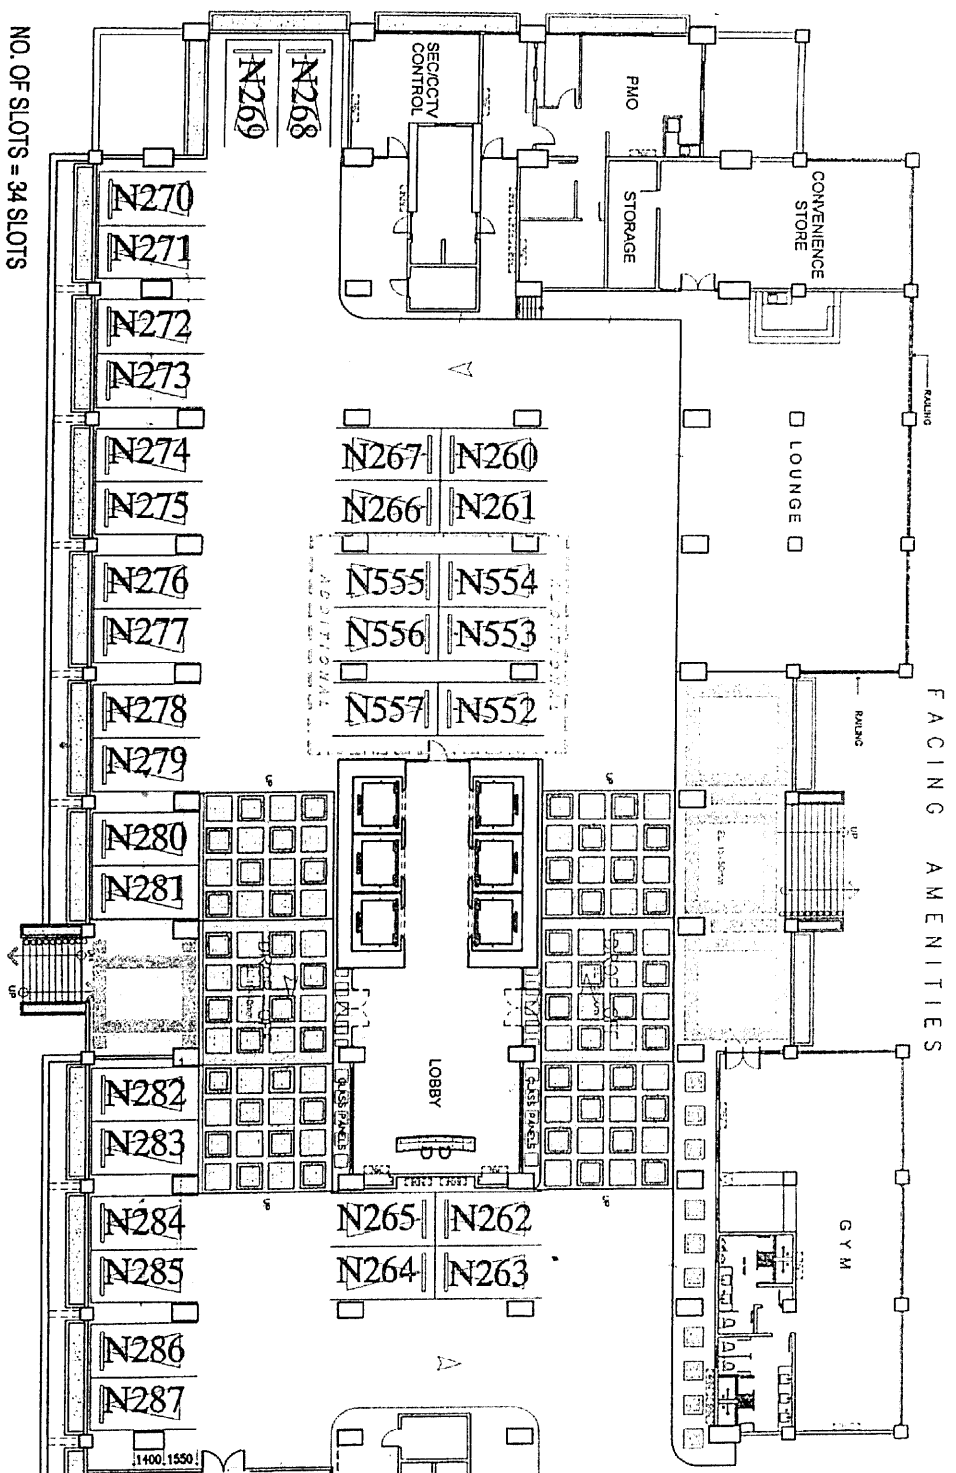 NO. OF SLOTS = 34 SLOTS
N269
N268
SEC/CCTV
CONTROL
PMO
STORAGE
CONVENIENCE
STORE
N270
N271
N272
N273
N274
N275
N276
N277
N278
N279
N280
N281
N282
N283
N284
N285
N286
N287
N267
N260
N266
N261
N555
N554
N556
N553
N557
N552
ADDITIONAL
ADDITIONAL
RAILING
LOUNGE
RAILING
FACING AMENITIES
UP
UP
LOBBY
GLASS PANELS
GLASS PANELS
N265
N262
N264
N263
GYM
1400
1550